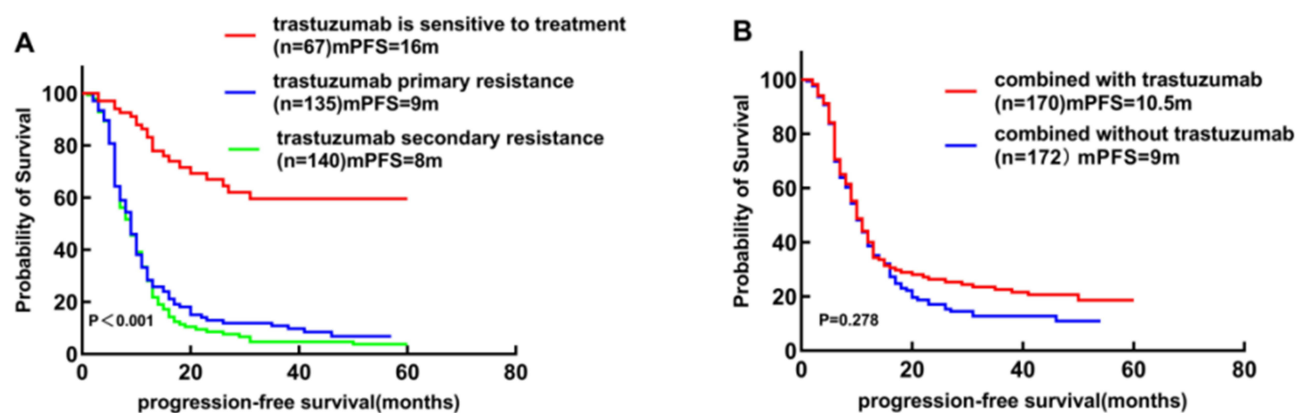 A
trastuzumab is sensitive to treatment
(n=67)mPFS=16m
trastuzumab primary resistance
(n=135)mPFS=9m
trastuzumab secondary resistance
(n=140)mPFS=8m
Probability of Survival
100
80
60
40
20
0
P＜0.001
0 20 40 60 80
progression-free survival(months)
B
combined with trastuzumab
(n=170)mPFS=10.5m
combined without trastuzumab
(n=172）mPFS=9m
Probability of Survival
100
80
60
40
20
0
P=0.278
0 20 40 60 80
progression-free survival(months)